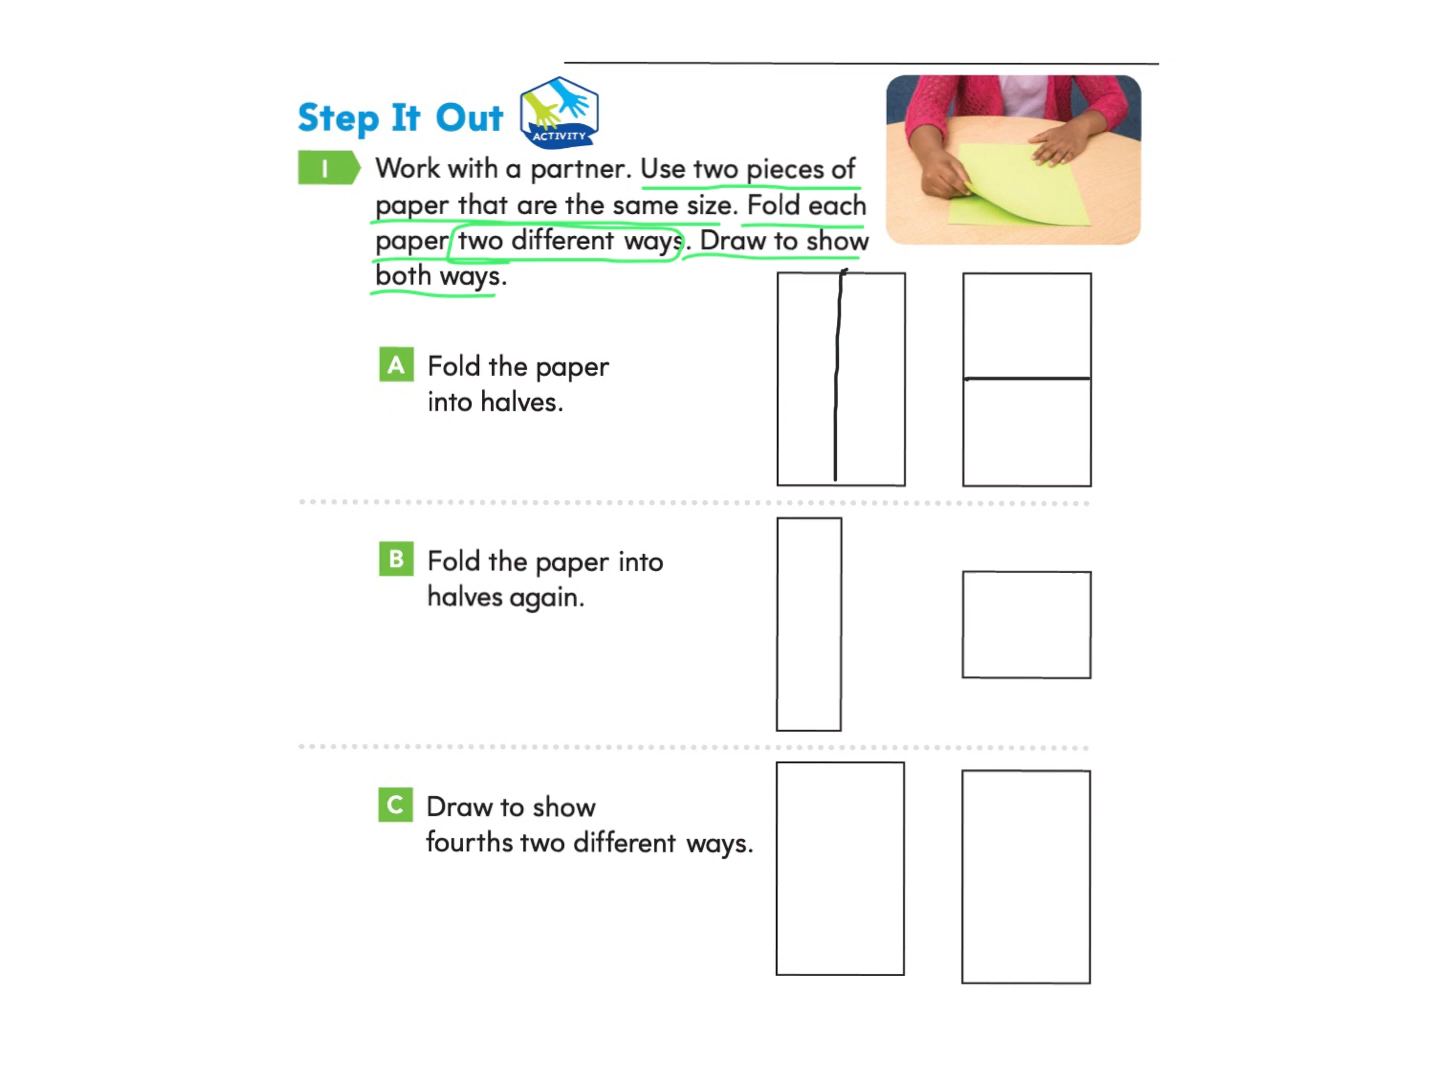 Step It Out
ACTIVITY
1 Work with a partner. Use two pieces of
paper that are the same size. Fold each
paper two different ways. Draw to show
both ways.
A Fold the paper
into halves.
B Fold the paper into
halves again.
C Draw to show
fourths two different ways.